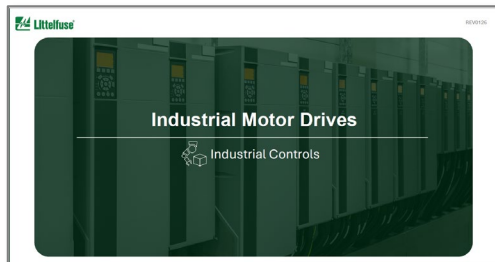 Littelfuse
REV0126
Industrial Motor Drives
Industrial Controls